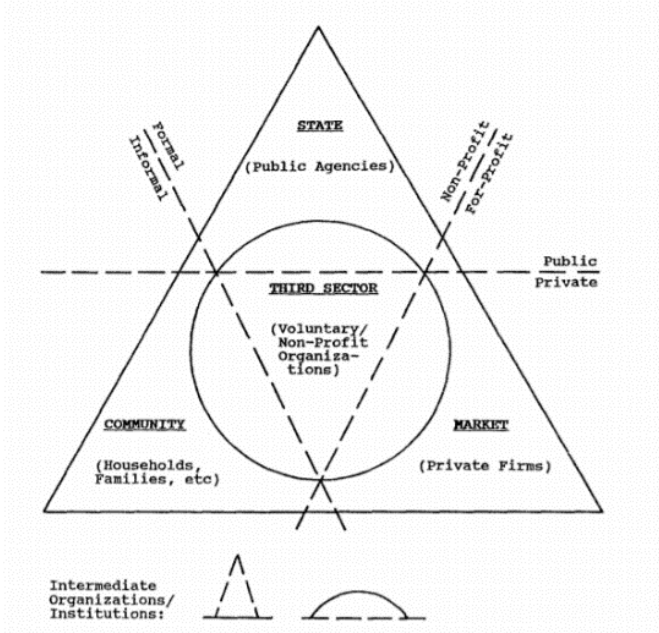 STATE
(Public Agencies)
Formal
Informal
Non-Profit
For-Profit
Public
Private
THIRD SECTOR
(Voluntary/
Non-Profit
Organiza-
tions)
COMMUNITY
(Households,
Families, etc)
MARKET
(Private Firms)
Intermediate
Organizations/
Institutions: